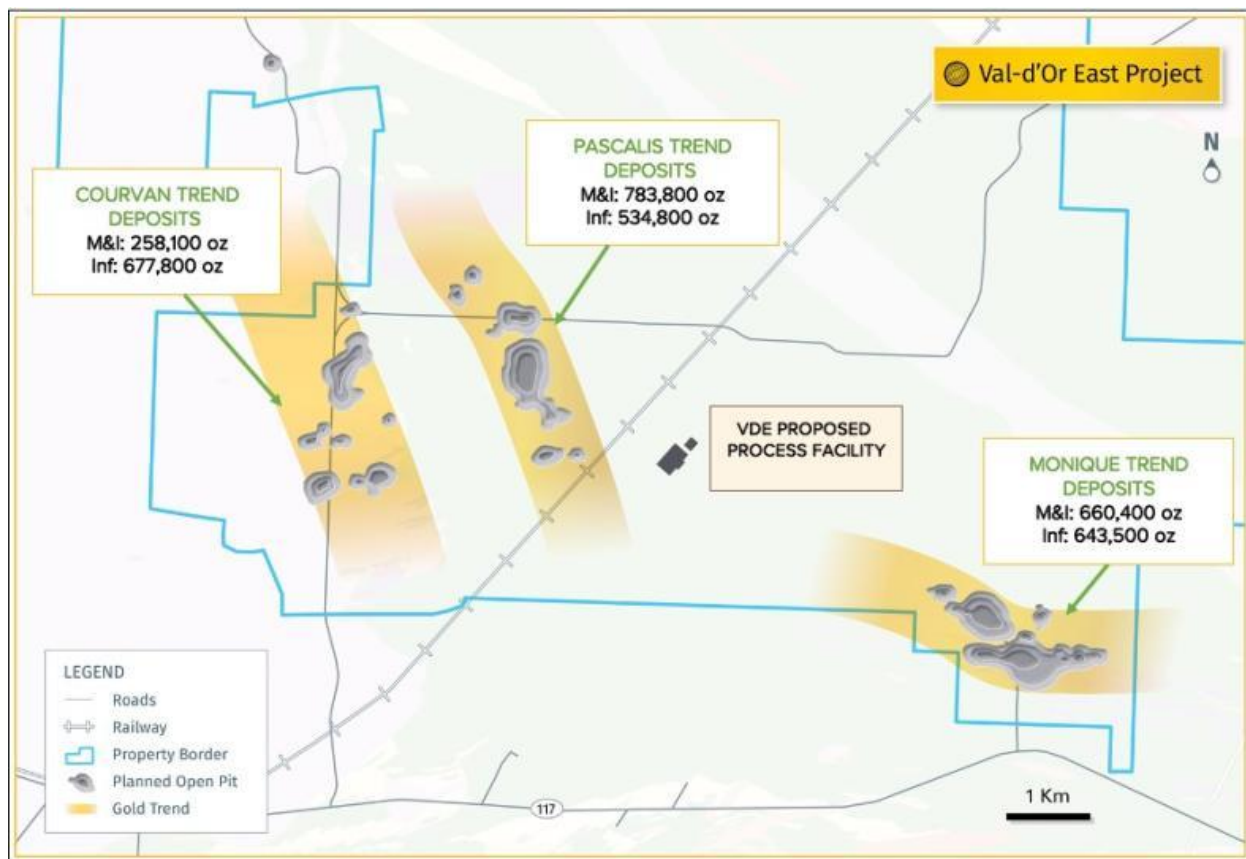 Val-d'Or East Project
N
COURVAN TREND
DEPOSITS
M&I: 258,100 oz
Inf: 677,800 oz
PASCALIS TREND
DEPOSITS
M&I: 783,800 oz
Inf: 534,800 oz
VDE PROPOSED
PROCESS FACILITY
MONIQUE TREND
DEPOSITS
M&I: 660,400 oz
Inf: 643,500 oz
LEGEND
Roads
Railway
Property Border
Planned Open Pit
Gold Trend
117
1 Km